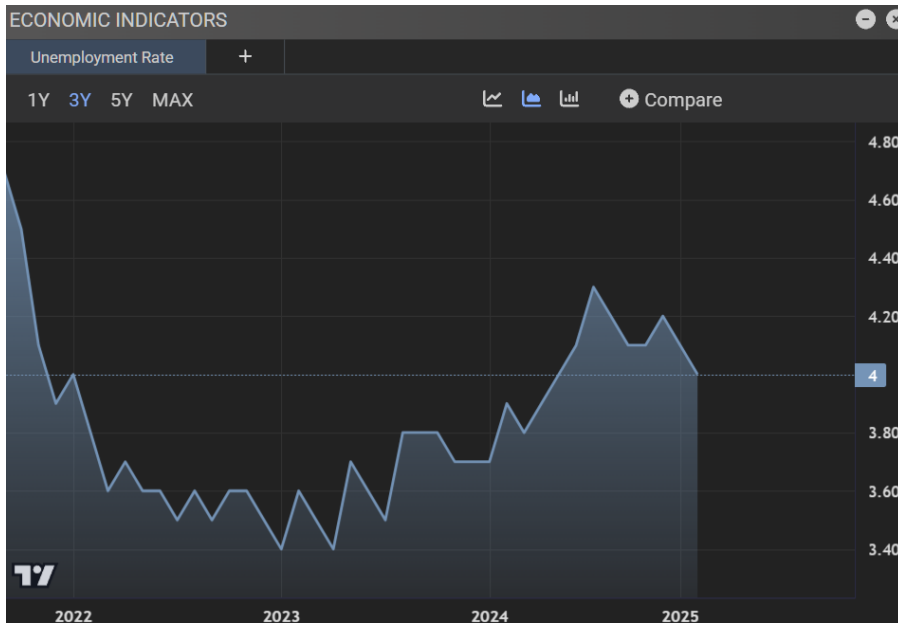 ECONOMIC INDICATORS
Unemployment Rate +
1Y 3Y 5Y MAX Compare
4.80
4.60
4.40
4.20
4
3.80
3.60
3.40
2022 2023 2024 2025